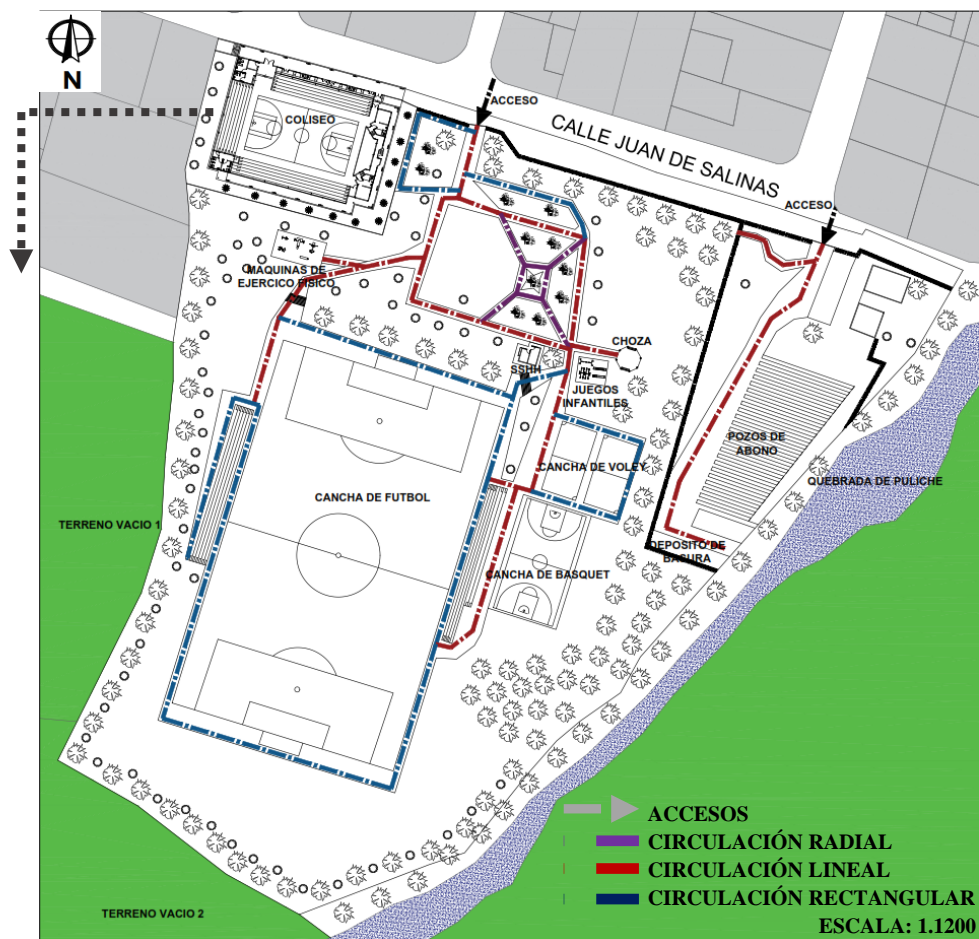 N
COLISEO
ACCESO
CALLE JUAN DE SALINAS
ACCESO
MAQUINAS DE
EJERCICO FISICO
CHOZA
SSHH
JUEGOS
INFANTILES
POZOS DE
ABONO
CANCHA DE VOLEY
QUEBRADA DE PULICHE
CANCHA DE FUTBOL
TERRENO VACIO 1
DEPOSITO DE
BASURA
CANCHA DE BASQUET
TERRENO VACIO 2
ACCESOS
CIRCULACIÓN RADIAL
CIRCULACIÓN LINEAL
CIRCULACIÓN RECTANGULAR
ESCALA: 1.1200